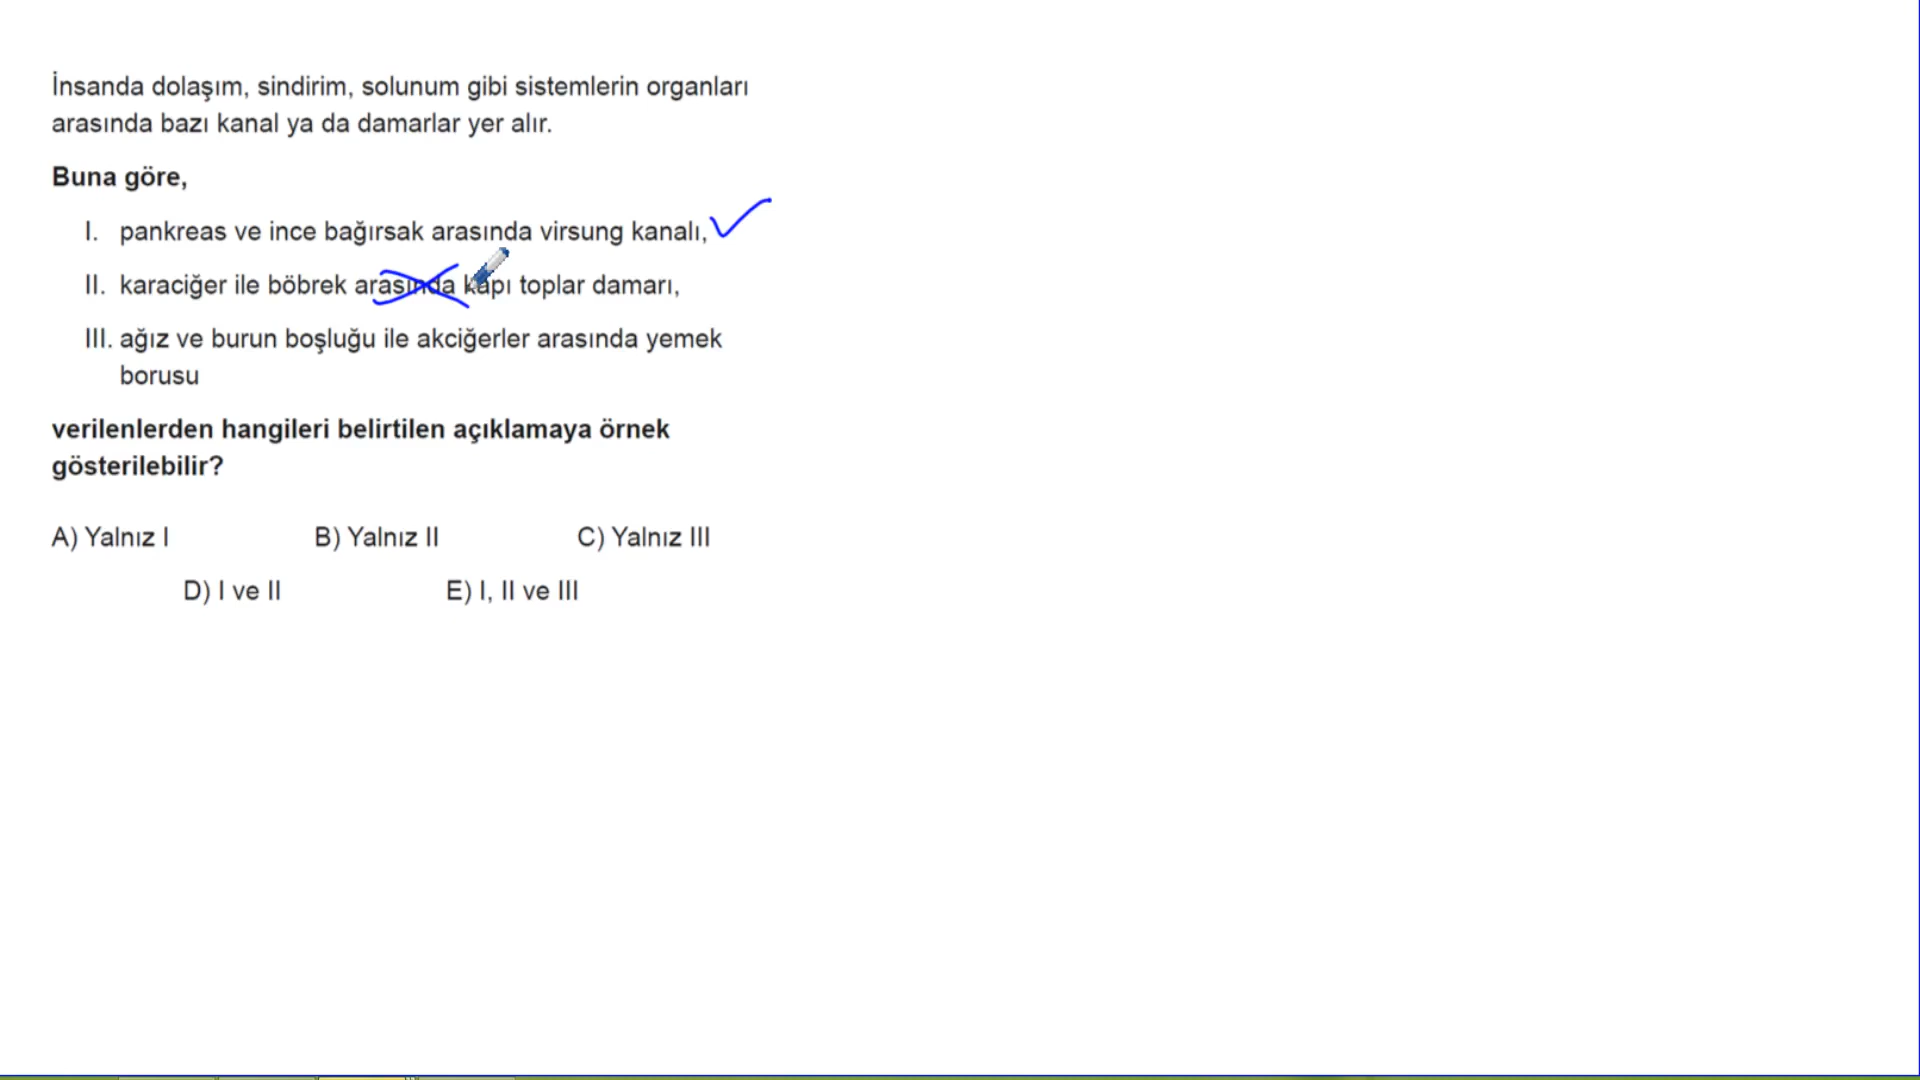 İnsanda dolaşım, sindirim, solunum gibi sistemlerin organları
arasında bazı kanal ya da damarlar yer alır.
Buna göre,
I. pankreas ve ince bağırsak arasında virsung kanalı,
II. karaciğer ile böbrek arasında kapı toplar damarı,
III. ağız ve burun boşluğu ile akciğerler arasında yemek
borusu
verilenlerden hangileri belirtilen açıklamaya örnek
gösterilebilir?
A) Yalnız I B) Yalnız II C) Yalnız III
D) I ve II E) I, II ve III